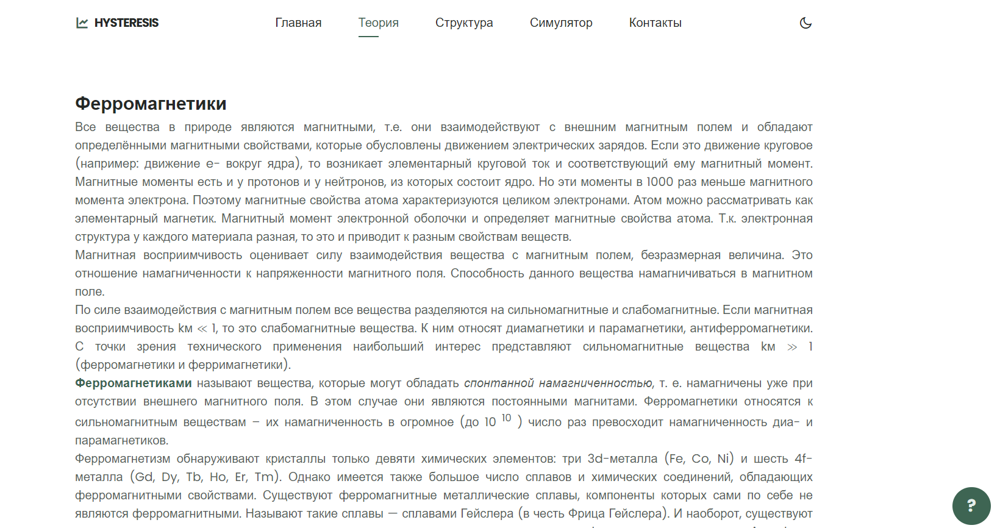 HYSTERESIS
Главная Теория Структура Симулятор Контакты
Ферромагнетики
Все вещества в природе являются магнитными, т.е. они взаимодействуют с внешним магнитным полем и обладают
определёнными магнитными свойствами, которые обусловлены движением электрических зарядов. Если это движение круговое
(например: движение e- вокруг ядра), то возникает элементарный круговой ток и соответствующий ему магнитный момент.
Магнитные моменты есть и у протонов и у нейтронов, из которых состоит ядро. Но эти моменты в 1000 раз меньше магнитного
момента электрона. Поэтому магнитные свойства атома характеризуются целиком электронами. Атом можно рассматривать как
элементарный магнетик. Магнитный момент электронной оболочки и определяет магнитные свойства атома. Т.к. электронная
структура у каждого материала разная, то это и приводит к разным свойствам веществ.
Магнитная восприимчивость оценивает силу взаимодействия вещества с магнитным полем, безразмерная величина. Это
отношение намагниченности к напряженности магнитного поля. Способность данного вещества намагничиваться в магнитном
поле.
По силе взаимодействия с магнитным полем все вещества разделяются на сильномагнитные и слабомагнитные. Если магнитная
восприимчивость kм ≪ 1, то это слабомагнитные вещества. К ним относят диамагнетики и парамагнетики, антиферромагнетики.
С точки зрения технического применения наибольший интерес представляют сильномагнитные вещества kм ≫ 1
(ферромагнетики и ферримагнетики).
Ферромагнетиками называют вещества, которые могут обладать спонтанной намагниченностью, т. е. намагничены уже при
отсутствии внешнего магнитного поля. В этом случае они являются постоянными магнитами. Ферромагнетики относятся к
сильномагнитным веществам – их намагниченность в огромное (до 10 ¹⁰ ) число раз превосходит намагниченность диа- и
парамагнетиков.
Ферромагнетизм обнаруживают кристаллы только девяти химических элементов: три 3d-металла (Fe, Co, Ni) и шесть 4f-
металла (Gd, Dy, Tb, Ho, Er, Tm). Однако имеется также большое число сплавов и химических соединений, обладающих
ферромагнитными свойствами. Существуют ферромагнитные металлические сплавы, компоненты которых сами по себе не
являются ферромагнитными. Называют такие сплавы — сплавами Гейслера (в честь Фрица Гейслера). И наоборот, существуют
?